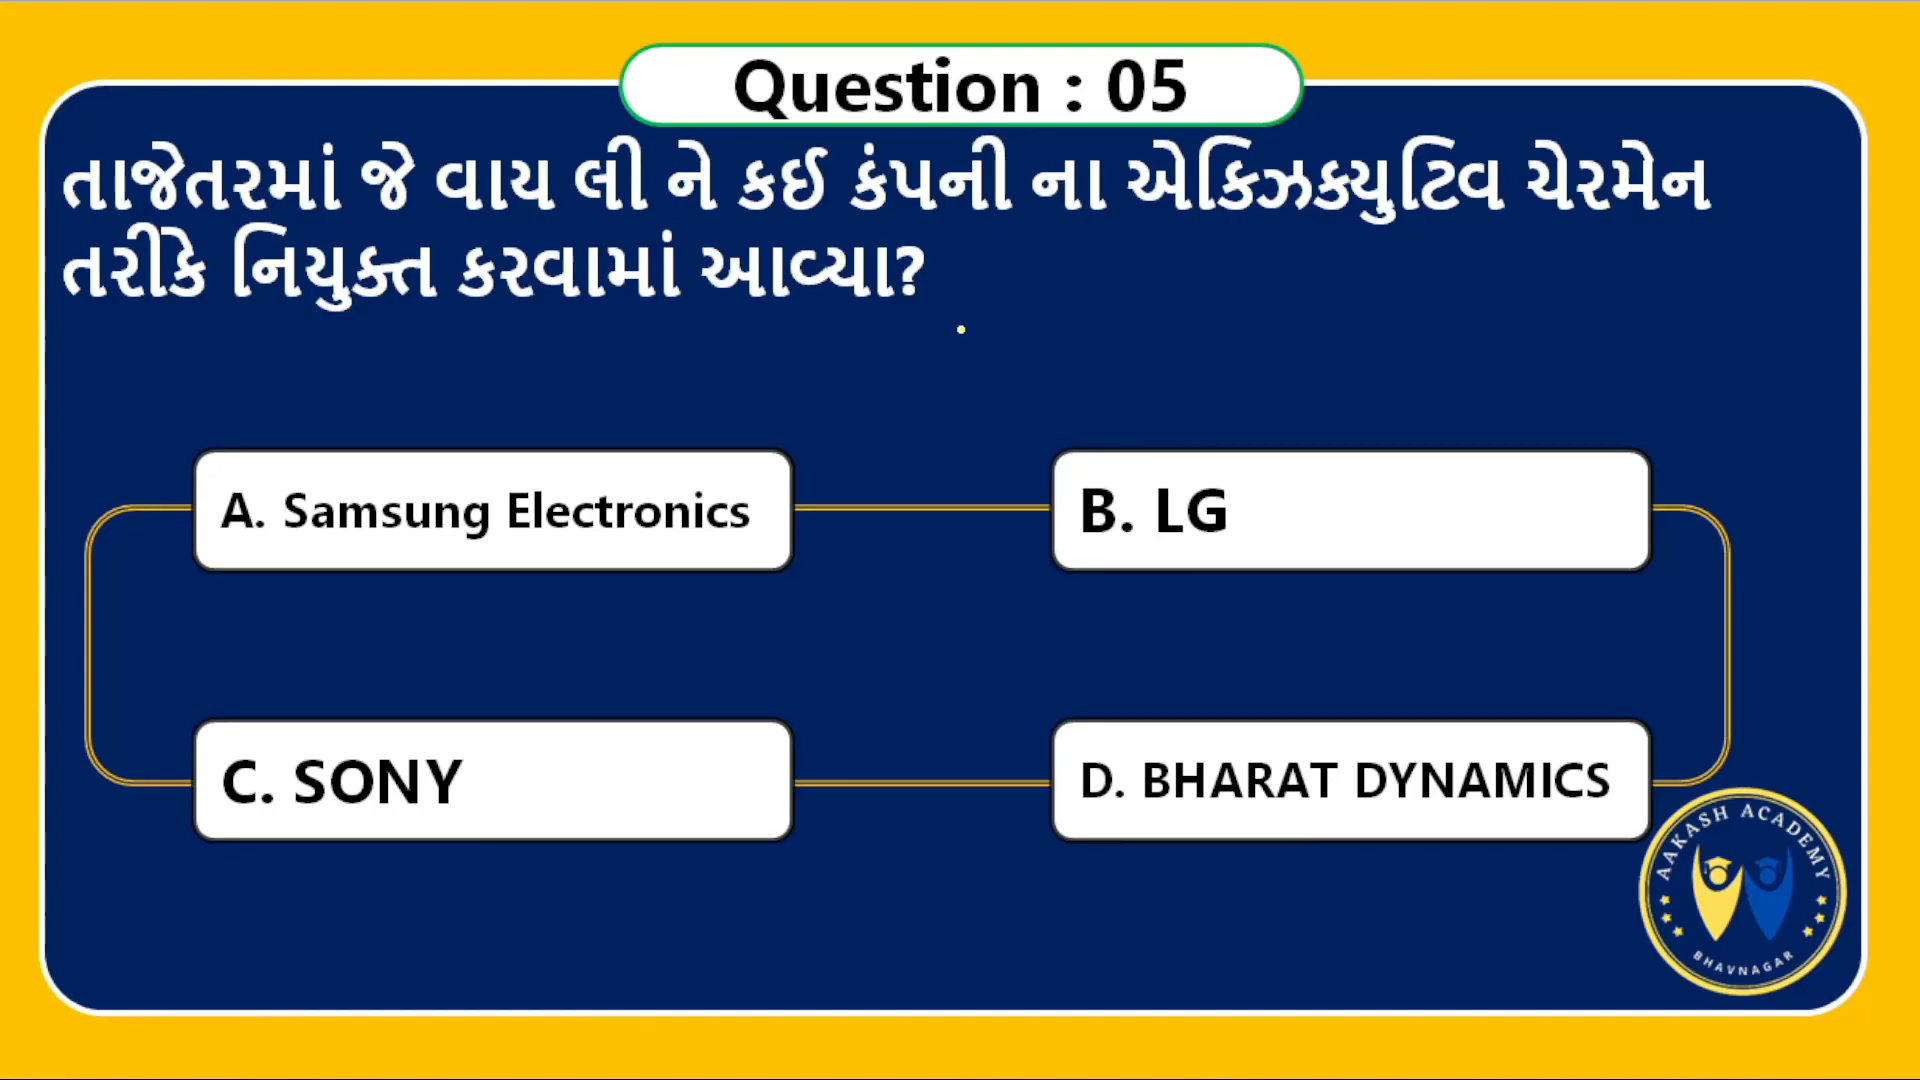 Question : 05
તાજેતરમાં જે વાય લી ને કઈ કંપની ના એક્ઝિક્યુટિવ ચેરમેન
તરીકે નિયુક્ત કરવામાં આવ્યા?
A. Samsung Electronics
B. LG
C. SONY
D. BHARAT DYNAMICS
AAKASH ACADEMY
BHAVNAGAR